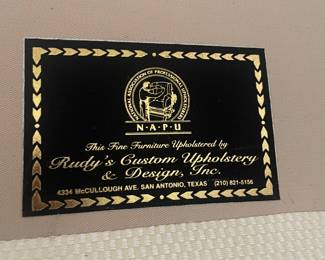 NATIONAL ASSOCIATION OF PROFESSIONAL UPHOLSTERERS
N·A·P·U
This Fine Furniture Upholstered by
Rudy's Custom Upholstery
& Design, Inc.
4334 McCULLOUGH AVE. SAN ANTONIO, TEXAS (210) 821-5156